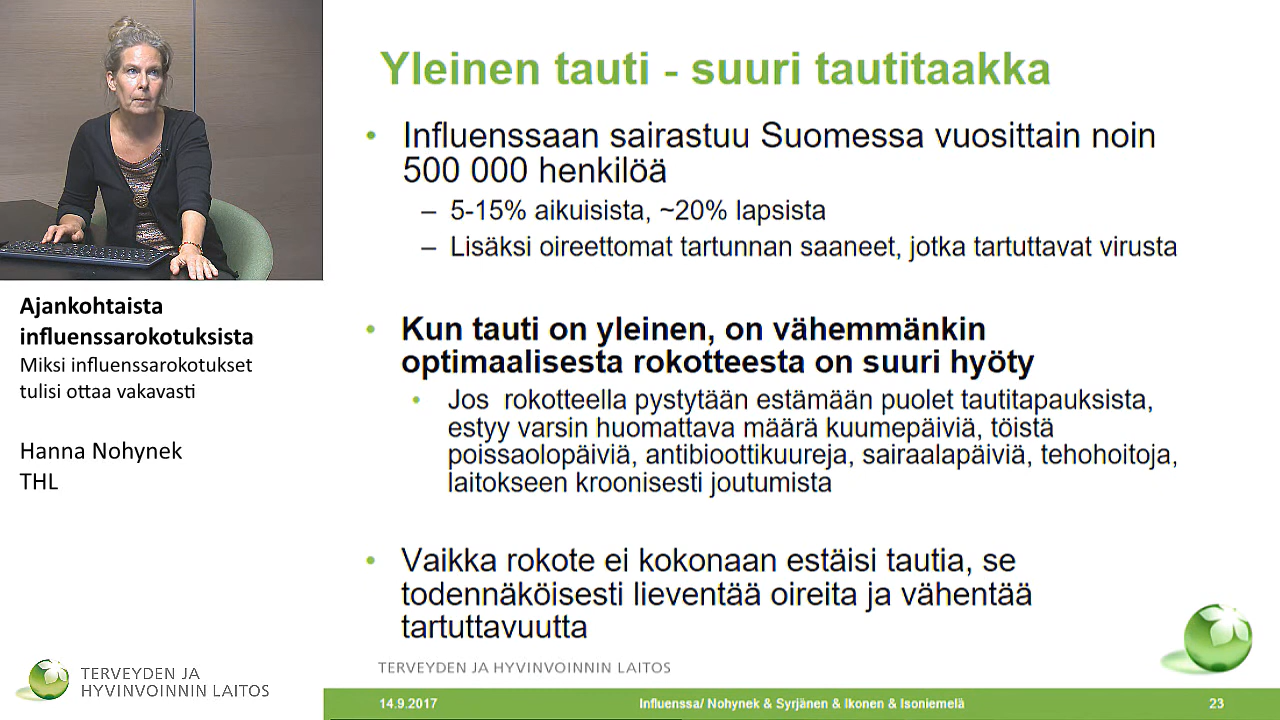 Yleinen tauti - suuri tautitaakka
• Influenssaan sairastuu Suomessa vuosittain noin
500 000 henkilöä
– 5-15% aikuisista, ~20% lapsista
– Lisäksi oireettomat tartunnan saaneet, jotka tartuttavat virusta
• Kun tauti on yleinen, on vähemmänkin
optimaalisesta rokotteesta on suuri hyöty
• Jos rokotteella pystytään estämään puolet tautitapauksista,
estyy varsin huomattava määrä kuumepäiviä, töistä
poissaolopäiviä, antibioottikuureja, sairaalapäiviä, tehohoitoja,
laitokseen kroonisesti joutumista
• Vaikka rokote ei kokonaan estäisi tautia, se
todennäköisesti lieventää oireita ja vähentää
tartuttavuutta
TERVEYDEN JA HYVINVOINNIN LAITOS
14.9.2017 Influenssa/ Nohynek & Syrjänen & Ikonen & Isoniemelä 23
Ajankohtaista
influenssarokotuksista
Miksi influenssarokotukset
tulisi ottaa vakavasti
Hanna Nohynek
THL
TERVEYDEN JA
HYVINVOINNIN LAITOS